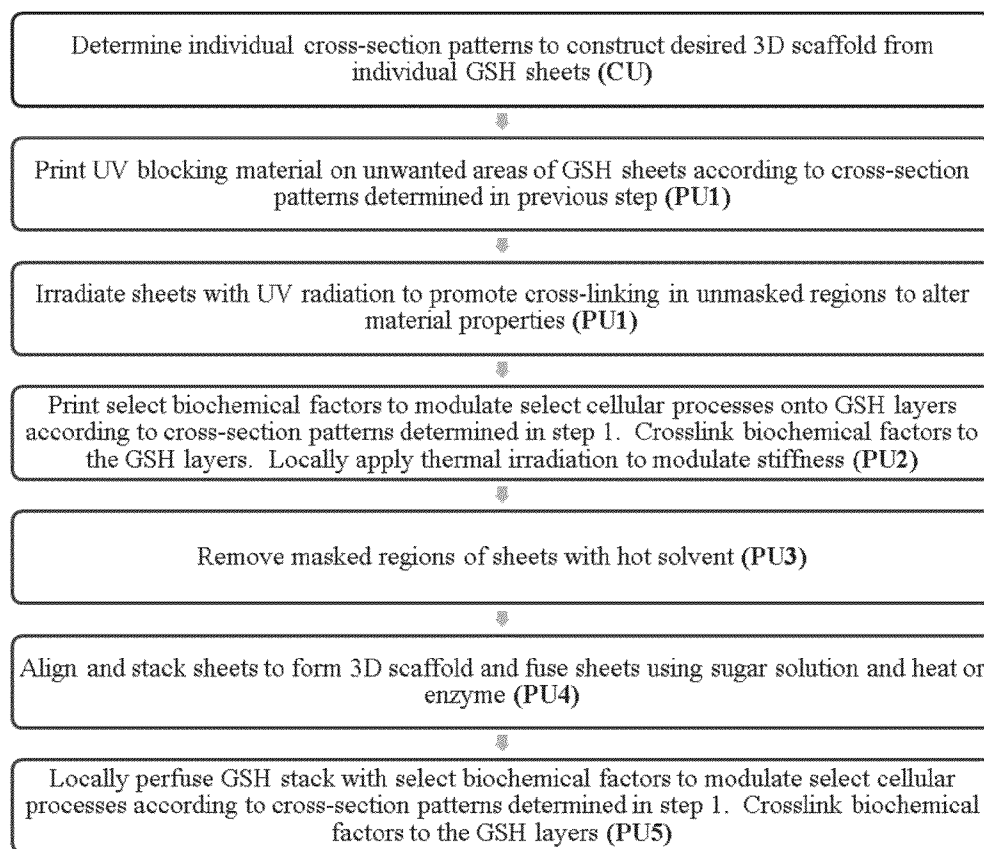 Determine individual cross-section patterns to construct desired 3D scaffold from
individual GSH sheets (CU)
Print UV blocking material on unwanted areas of GSH sheets according to cross-section
patterns determined in previous step (PU1)
Irradiate sheets with UV radiation to promote cross-linking in unmasked regions to alter
material properties (PU1)
Print select biochemical factors to modulate select cellular processes onto GSH layers
according to cross-section patterns determined in step 1. Crosslink biochemical factors to
the GSH layers. Locally apply thermal irradiation to modulate stiffness (PU2)
Remove masked regions of sheets with hot solvent (PU3)
Align and stack sheets to form 3D scaffold and fuse sheets using sugar solution and heat or
enzyme (PU4)
Locally perfuse GSH stack with select biochemical factors to modulate select cellular
processes according to cross-section patterns determined in step 1. Crosslink biochemical
factors to the GSH layers (PU5)